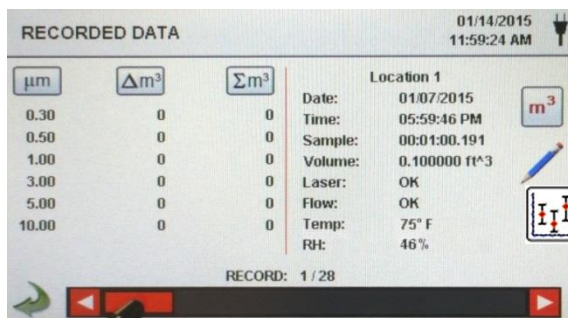 RECORDED DATA
01/14/2015
11:59:24 AM
µm Δm³ Σm³
0.30 0 0
0.50 0 0
1.00 0 0
3.00 0 0
5.00 0 0
10.00 0 0
Location 1
Date: 01/07/2015
Time: 05:59:46 PM
Sample: 00:01:00.191
Volume: 0.100000 ft^3
Laser: OK
Flow: OK
Temp: 75° F
RH: 46%
m³
RECORD: 1 / 28